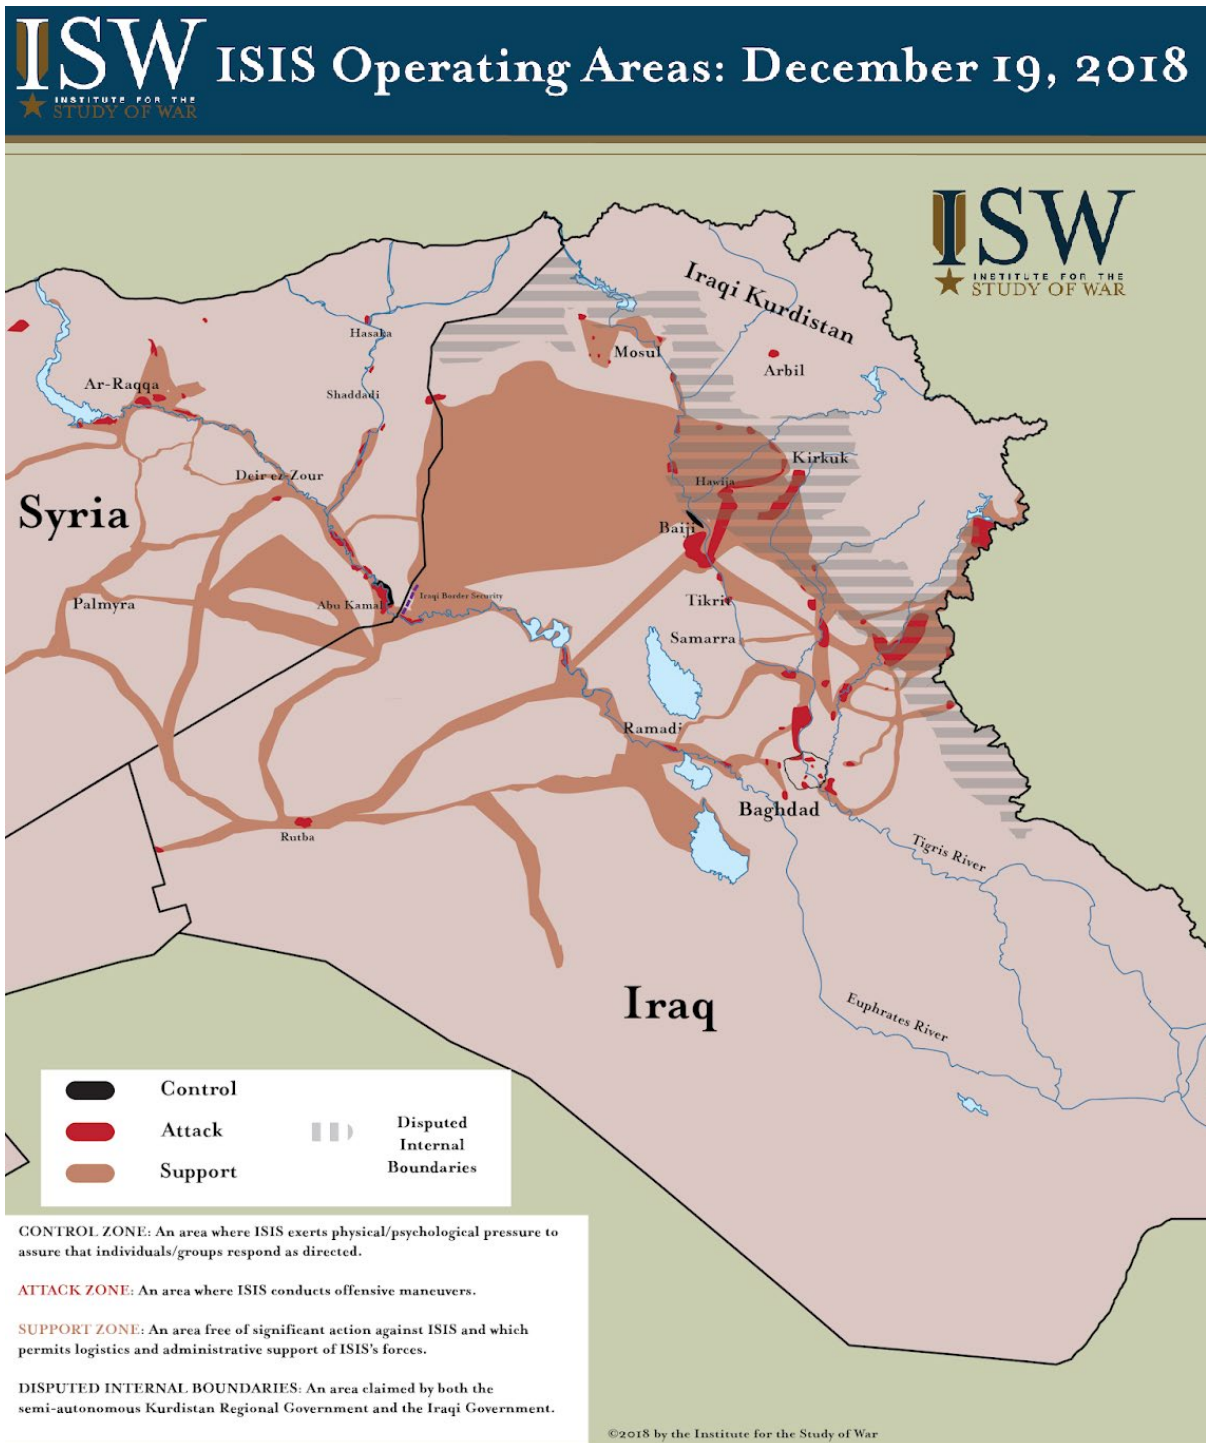 ISW ISIS Operating Areas: December 19, 2018
INSTITUTE FOR THE
STUDY OF WAR
ISW
INSTITUTE FOR THE
STUDY OF WAR
Iraqi Kurdistan
Hasaka
Mosul
Arbil
Ar-Raqqa
Shaddadi
Kirkuk
Deir ez-Zour
Hawija
Syria
Baiji
Palmyra
Abu Kamal
Iraqi Border Security
Tikrit
Samarra
Ramadi
Baghdad
Rutba
Tigris River
Iraq
Euphrates River
Control
Attack
Support
Disputed
Internal
Boundaries
CONTROL ZONE: An area where ISIS exerts physical/psychological pressure to
assure that individuals/groups respond as directed.
ATTACK ZONE: An area where ISIS conducts offensive maneuvers.
SUPPORT ZONE: An area free of significant action against ISIS and which
permits logistics and administrative support of ISIS's forces.
DISPUTED INTERNAL BOUNDARIES: An area claimed by both the
semi-autonomous Kurdistan Regional Government and the Iraqi Government.
©2018 by the Institute for the Study of War